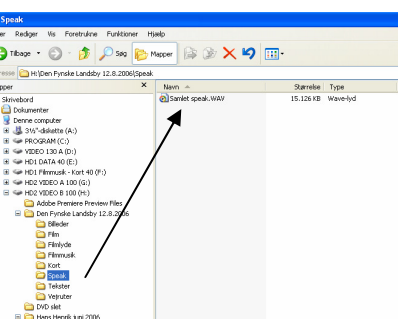 Speak
er Rediger Vis Foretrukne Funktioner Hjælp
Tilbage Søg Mapper
resse H:\Den Fynske Landsby 12.8.2006\Speak
pper
Navn Størrelse Type
Samlet speak.WAV 15.126 KB Wave-lyd
Skrivebord
Dokumenter
Denne computer
3½"-diskette (A:)
PROGRAM (C:)
VIDEO 130 A (D:)
HD1 DATA 40 (E:)
HD1 Filmmusik - Kort 40 (F:)
HD2 VIDEO A 100 (G:)
HD2 VIDEO B 100 (H:)
Adobe Premiere Preview Files
Den Fynske Landsby 12.8.2006
Billeder
Film
Filmlyde
Filmmusik
Kort
Speak
Tekster
Vejruter
DVD slet
Hans Henrik juni 2006